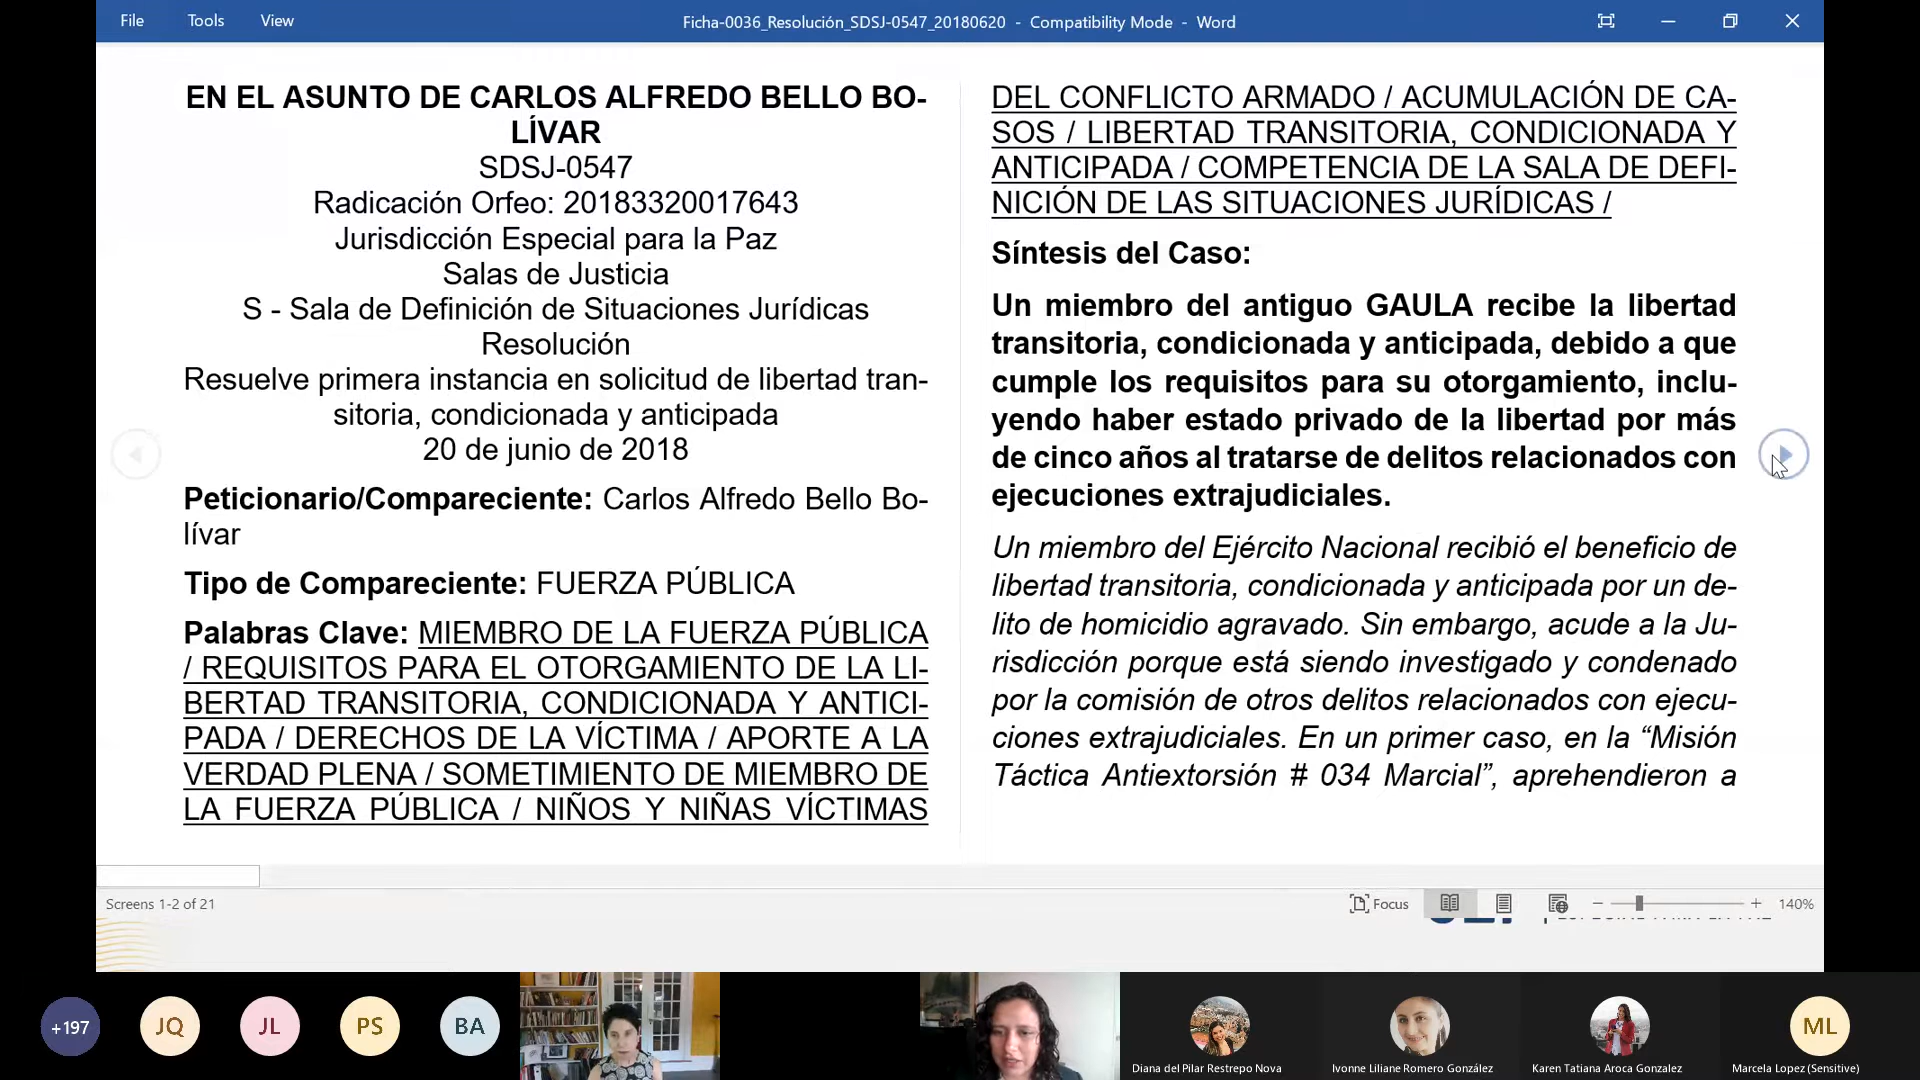 File Tools View
Ficha-0036_Resolución_SDSJ-0547_20180620 - Compatibility Mode - Word
EN EL ASUNTO DE CARLOS ALFREDO BELLO BO-
LÍVAR
SDSJ-0547
Radicación Orfeo: 20183320017643
Jurisdicción Especial para la Paz
Salas de Justicia
S - Sala de Definición de Situaciones Jurídicas
Resolución
Resuelve primera instancia en solicitud de libertad tran-
sitoria, condicionada y anticipada
20 de junio de 2018
Peticionario/Compareciente: Carlos Alfredo Bello Bo-
lívar
Tipo de Compareciente: FUERZA PÚBLICA
Palabras Clave: MIEMBRO DE LA FUERZA PÚBLICA
/ REQUISITOS PARA EL OTORGAMIENTO DE LA LI-
BERTAD TRANSITORIA, CONDICIONADA Y ANTICI-
PADA / DERECHOS DE LA VÍCTIMA / APORTE A LA
VERDAD PLENA / SOMETIMIENTO DE MIEMBRO DE
LA FUERZA PÚBLICA / NIÑOS Y NIÑAS VÍCTIMAS
DEL CONFLICTO ARMADO / ACUMULACIÓN DE CA-
SOS / LIBERTAD TRANSITORIA, CONDICIONADA Y
ANTICIPADA / COMPETENCIA DE LA SALA DE DEFI-
NICIÓN DE LAS SITUACIONES JURÍDICAS /
Síntesis del Caso:
Un miembro del antiguo GAULA recibe la libertad
transitoria, condicionada y anticipada, debido a que
cumple los requisitos para su otorgamiento, inclu-
yendo haber estado privado de la libertad por más
de cinco años al tratarse de delitos relacionados con
ejecuciones extrajudiciales.
Un miembro del Ejército Nacional recibió el beneficio de
libertad transitoria, condicionada y anticipada por un de-
lito de homicidio agravado. Sin embargo, acude a la Ju-
risdicción porque está siendo investigado y condenado
por la comisión de otros delitos relacionados con ejecu-
ciones extrajudiciales. En un primer caso, en la “Misión
Táctica Antiextorsión # 034 Marcial”, aprehendieron a
Screens 1-2 of 21
Focus
140%
+197
JQ
JL
PS
BA
Diana del Pilar Restrepo Nova
Ivonne Liliane Romero González
Karen Tatiana Aroca Gonzalez
ML
Marcela Lopez (Sensitive)